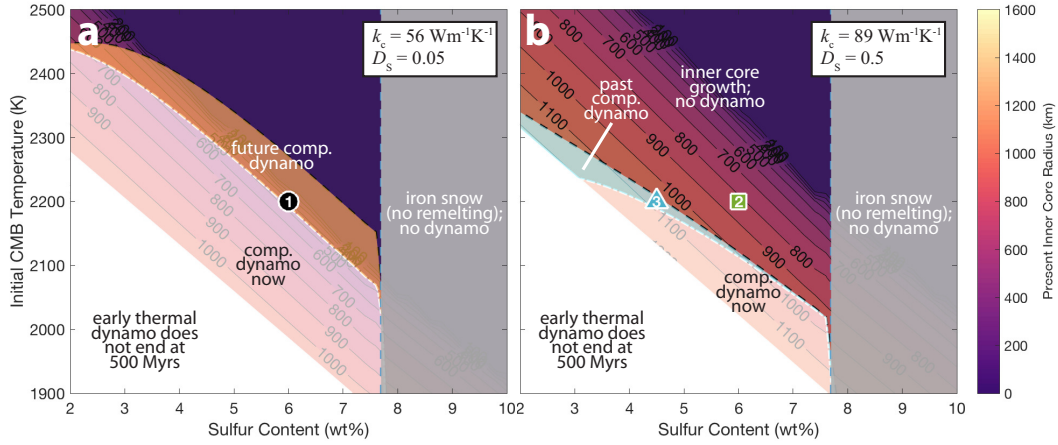 a
k_c = 56 Wm⁻¹K⁻¹
D_S = 0.05
2500
2400
2300
2200
2100
2000
1900
Initial CMB Temperature (K)
700
800
900
600
700
800
900
1000
future comp.
dynamo
1
comp.
dynamo
now
600
700
800
900
1000
early thermal
dynamo does
not end at
500 Myrs
iron snow
(no remelting);
no dynamo
2
3
4
5
6
7
8
9
10
Sulfur Content (wt%)
b
k_c = 89 Wm⁻¹K⁻¹
D_S = 0.5
inner core
growth;
no dynamo
past
comp.
dynamo
700
800
900
1000
1100
3
2
1000
1100
900
800
700
900
800
1000
1100
comp.
dynamo
now
early thermal
dynamo does
not end at
500 Myrs
iron snow
(no remelting);
no dynamo
2
3
4
5
6
7
8
9
10
Sulfur Content (wt%)
1600
1400
1200
1000
800
600
400
200
0
Present Inner Core Radius (km)